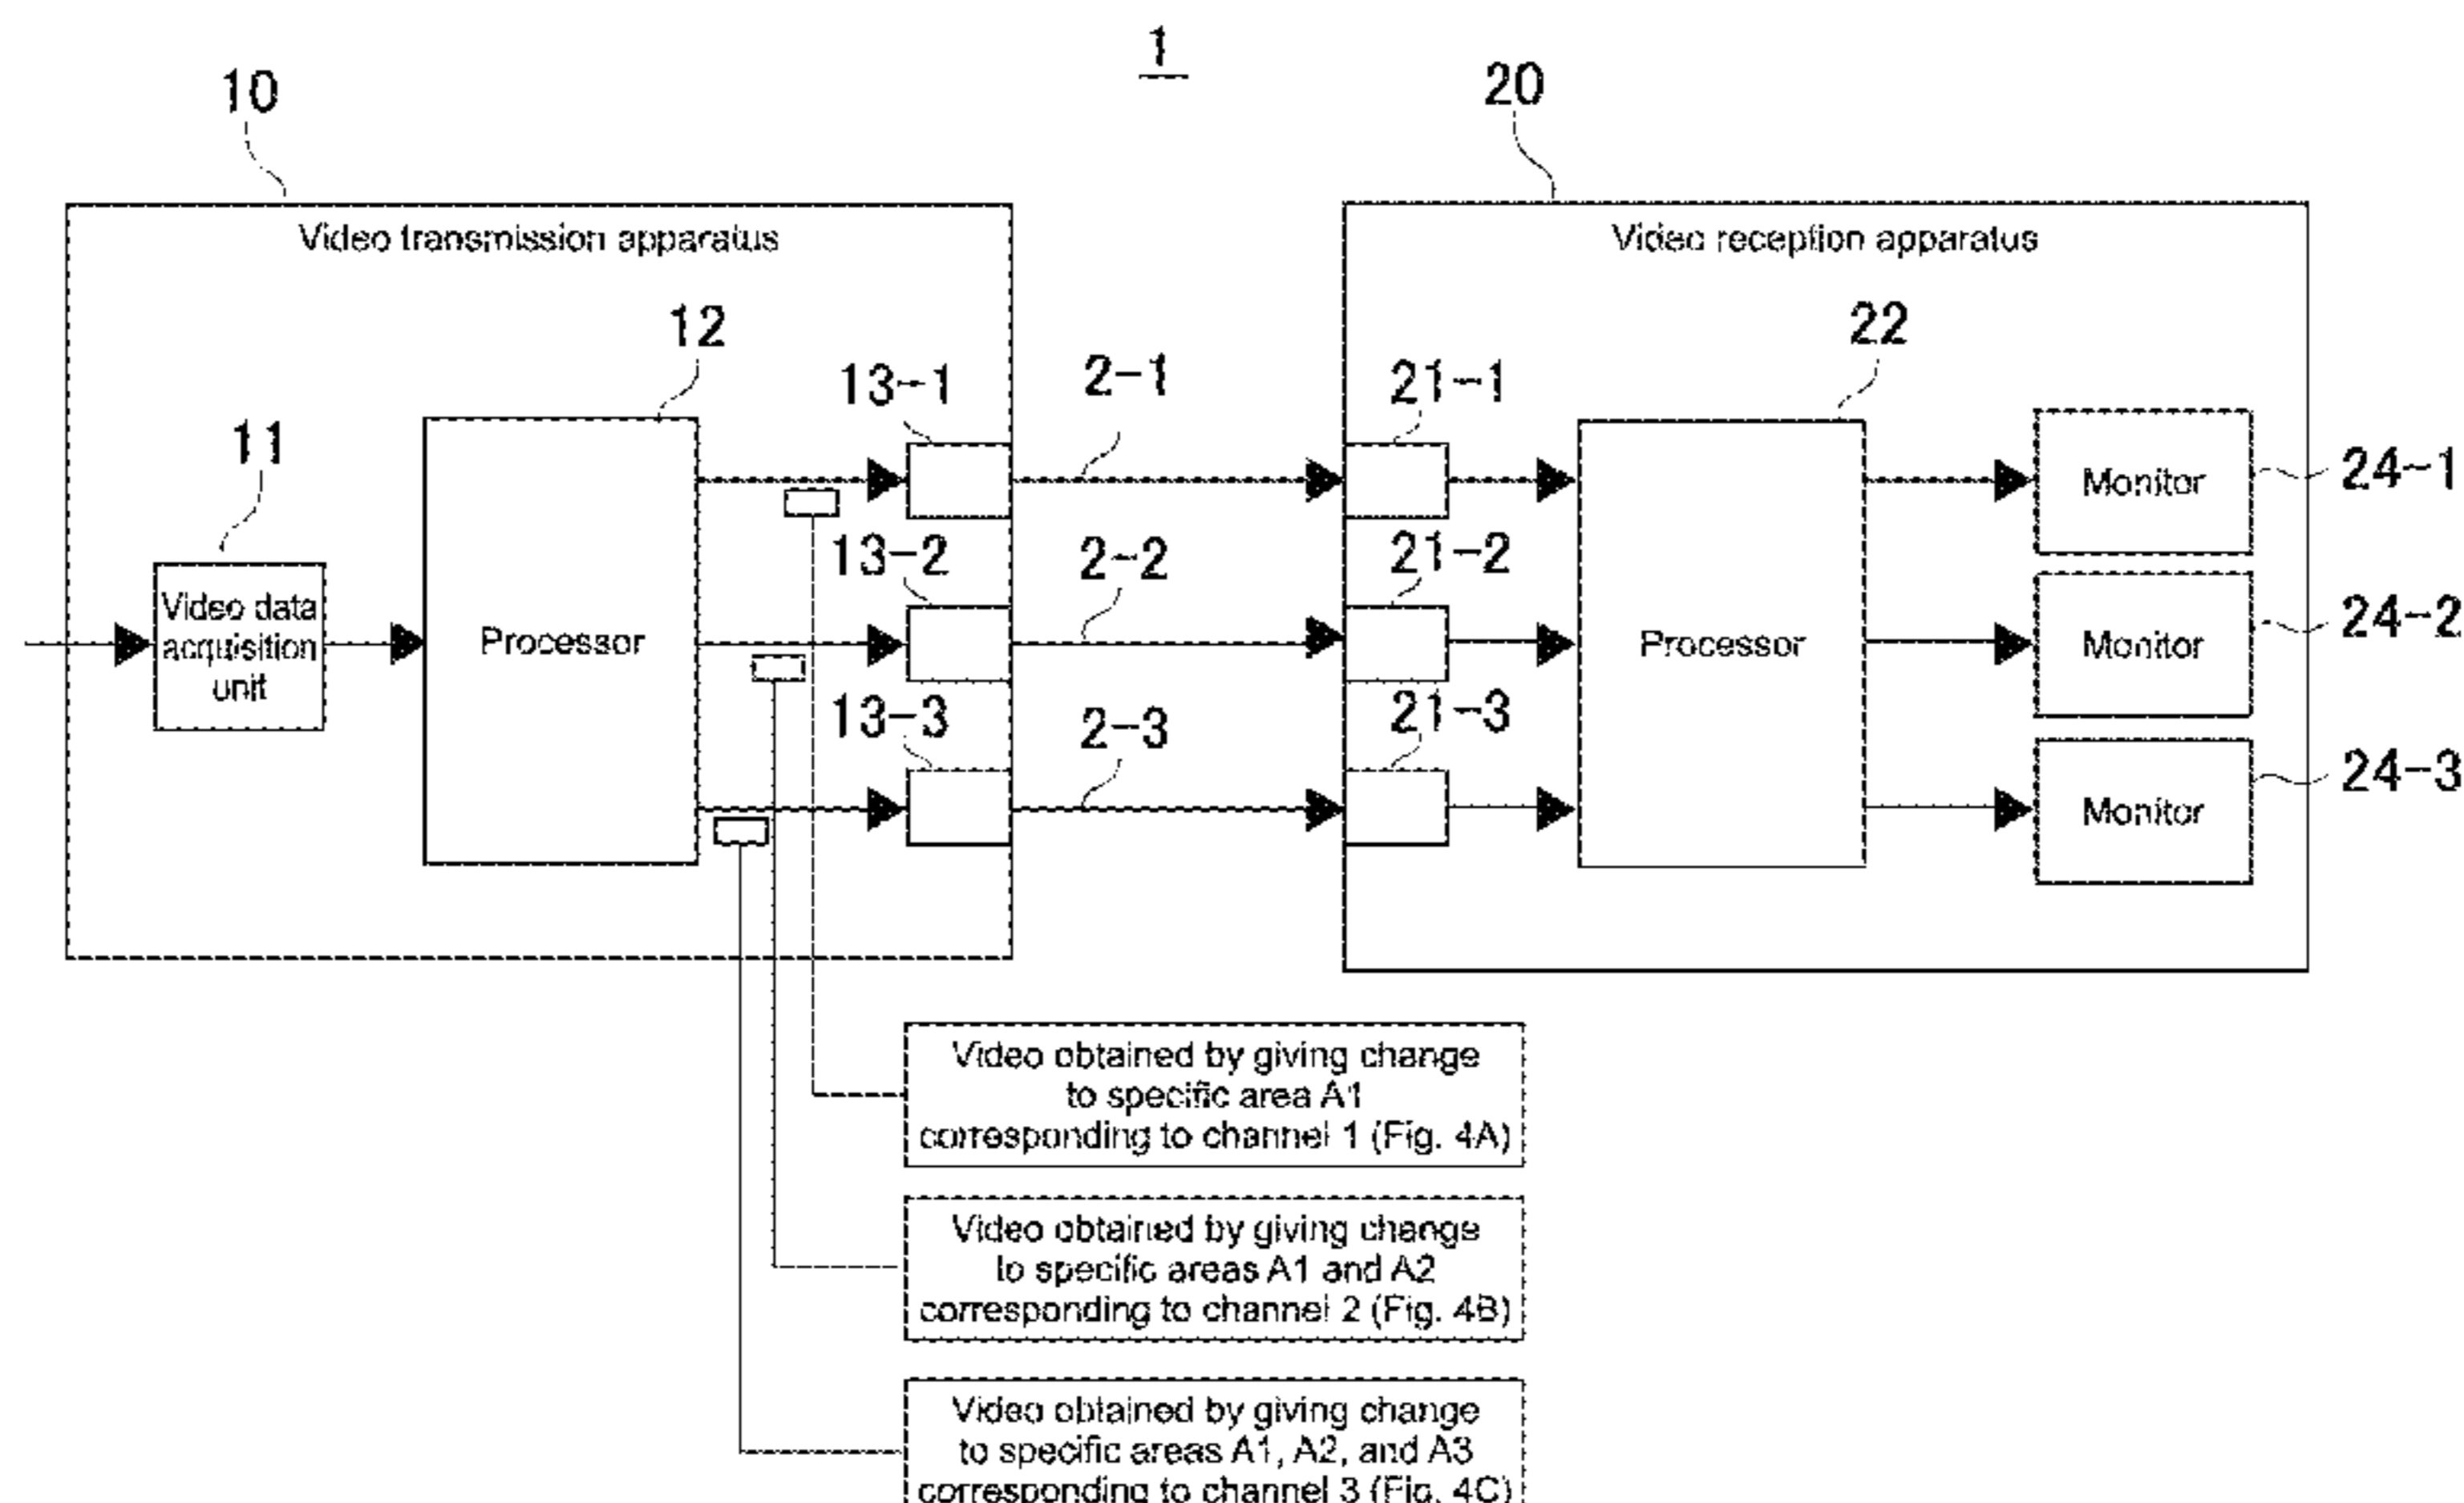 1
10
20
Video transmission apparatus
Video reception apparatus
12
22
13-1
2-1
21-1
11
Monitor
24-1
13-2
2-2
21-2
Video data
acquisition
unit
Processor
Processor
Monitor
24-2
13-3
2-3
21-3
Monitor
24-3
Video obtained by giving change
to specific area A1
corresponding to channel 1 (Fig. 4A)
Video obtained by giving change
to specific areas A1 and A2
corresponding to channel 2 (Fig. 4B)
Video obtained by giving change
to specific areas A1, A2, and A3
corresponding to channel 3 (Fig. 4C)